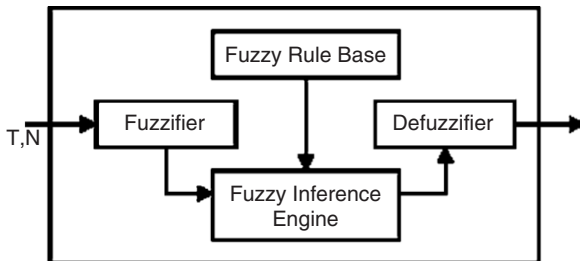 Fuzzy Rule Base
T,N
Fuzzifier
Defuzzifier
Fuzzy Inference
Engine